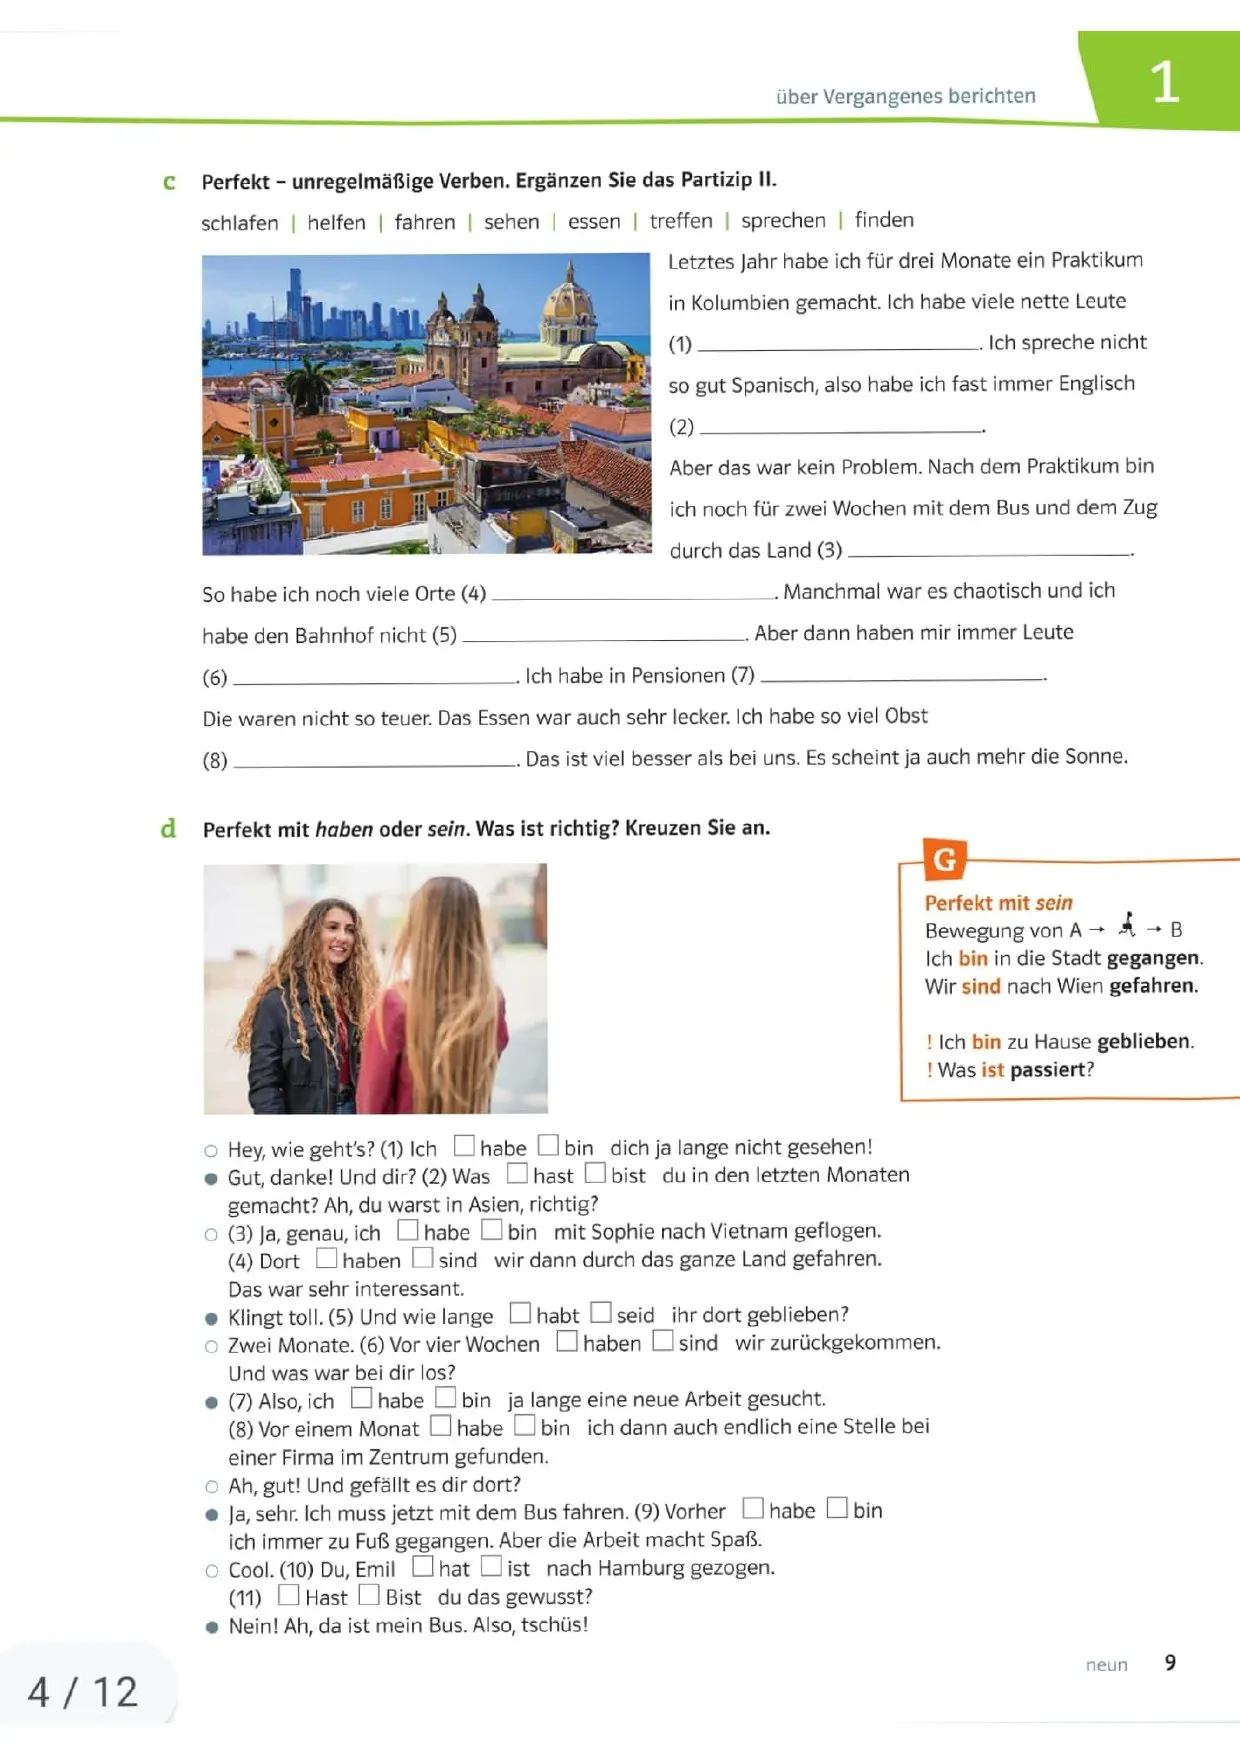 über Vergangenes berichten
1
c Perfekt – unregelmäßige Verben. Ergänzen Sie das Partizip II.
schlafen | helfen | fahren | sehen | essen | treffen | sprechen | finden
Letztes Jahr habe ich für drei Monate ein Praktikum
in Kolumbien gemacht. Ich habe viele nette Leute
(1) ____________________. Ich spreche nicht
so gut Spanisch, also habe ich fast immer Englisch
(2) ____________________.
Aber das war kein Problem. Nach dem Praktikum bin
ich noch für zwei Wochen mit dem Bus und dem Zug
durch das Land (3) ____________________.
So habe ich noch viele Orte (4) ____________________. Manchmal war es chaotisch und ich
habe den Bahnhof nicht (5) ____________________. Aber dann haben mir immer Leute
(6) ____________________. Ich habe in Pensionen (7) ____________________.
Die waren nicht so teuer. Das Essen war auch sehr lecker. Ich habe so viel Obst
(8) ____________________. Das ist viel besser als bei uns. Es scheint ja auch mehr die Sonne.
d Perfekt mit haben oder sein. Was ist richtig? Kreuzen Sie an.
G
Perfekt mit sein
Bewegung von A → → B
Ich bin in die Stadt gegangen.
Wir sind nach Wien gefahren.
! Ich bin zu Hause geblieben.
! Was ist passiert?
○ Hey, wie geht's? (1) Ich ☐ habe ☐ bin dich ja lange nicht gesehen!
● Gut, danke! Und dir? (2) Was ☐ hast ☐ bist du in den letzten Monaten
gemacht? Ah, du warst in Asien, richtig?
○ (3) Ja, genau, ich ☐ habe ☐ bin mit Sophie nach Vietnam geflogen.
(4) Dort ☐ haben ☐ sind wir dann durch das ganze Land gefahren.
Das war sehr interessant.
● Klingt toll. (5) Und wie lange ☐ habt ☐ seid ihr dort geblieben?
○ Zwei Monate. (6) Vor vier Wochen ☐ haben ☐ sind wir zurückgekommen.
Und was war bei dir los?
● (7) Also, ich ☐ habe ☐ bin ja lange eine neue Arbeit gesucht.
(8) Vor einem Monat ☐ habe ☐ bin ich dann auch endlich eine Stelle bei
einer Firma im Zentrum gefunden.
○ Ah, gut! Und gefällt es dir dort?
● Ja, sehr. Ich muss jetzt mit dem Bus fahren. (9) Vorher ☐ habe ☐ bin
ich immer zu Fuß gegangen. Aber die Arbeit macht Spaß.
○ Cool. (10) Du, Emil ☐ hat ☐ ist nach Hamburg gezogen.
(11) ☐ Hast ☐ Bist du das gewusst?
● Nein! Ah, da ist mein Bus. Also, tschüs!
neun 9
4 / 12